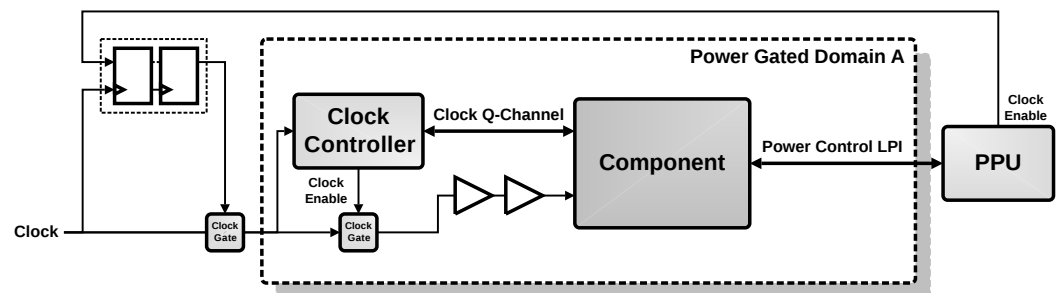 Power Gated Domain A
Clock
Controller
Clock Q-Channel
Clock
Enable
Component
Power Control LPI
Clock
Enable
PPU
Clock
Clock
Gate
Clock
Gate